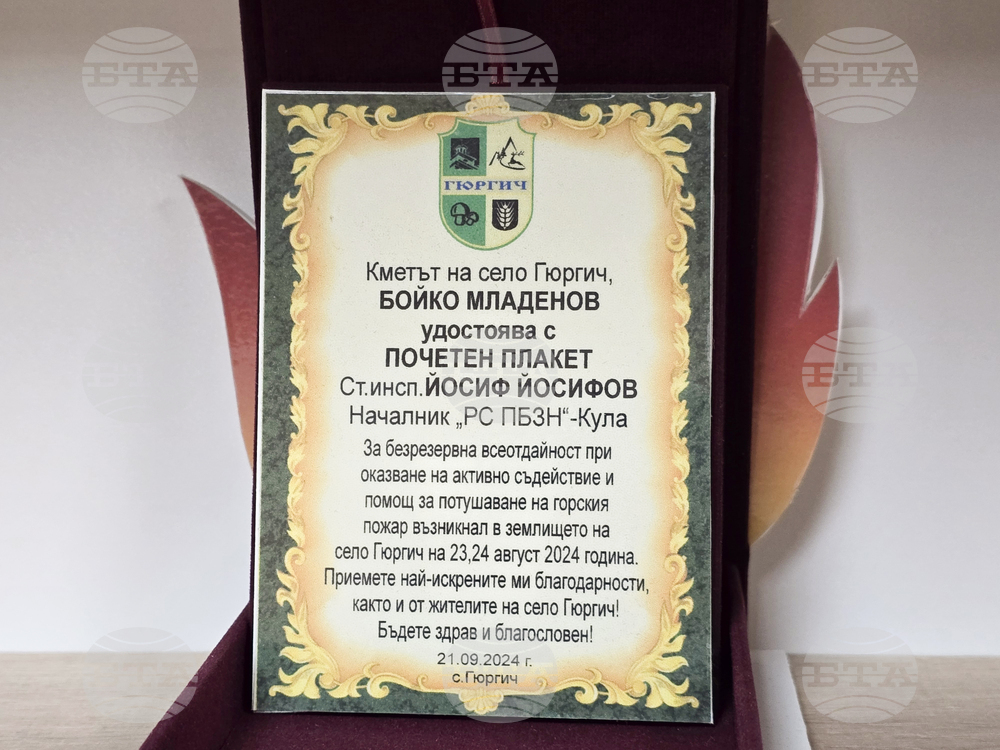 БТА БТА БТА
ГЮРГИЧ
Кметът на село Гюргич,
БОЙКО МЛАДЕНОВ
удостоява с
ПОЧЕТЕН ПЛАКЕТ
Ст.инсп.ЙОСИФ ЙОСИФОВ
Началник „РС ПБЗН“-Кула
За безрезервна всеотдайност при
оказване на активно съдействие и
помощ за потушаване на горския
пожар възникнал в землището на
село Гюргич на 23,24 август 2024 година.
Приемете най-искрените ми благодарности,
както и от жителите на село Гюргич!
Бъдете здрав и благословен!
21.09.2024 г.
с.Гюргич
БТА БТА БТА